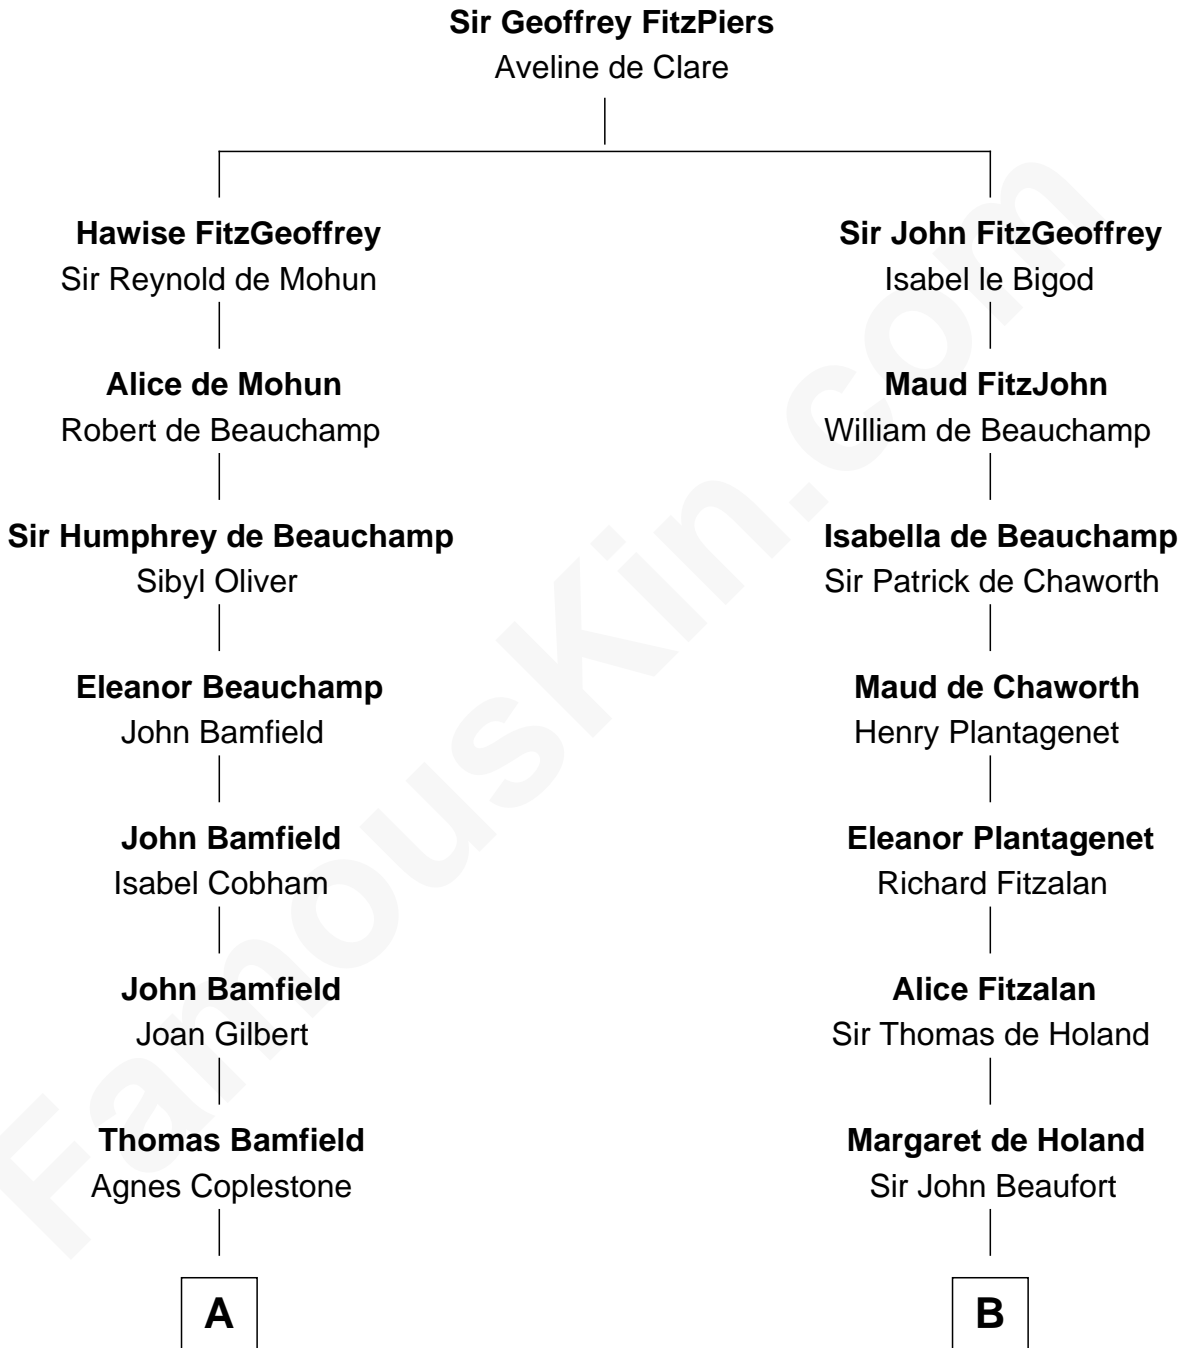 Sir Geoffrey FitzPiers
Aveline de Clare
Hawise FitzGeoffrey
Sir Reynold de Mohun
Alice de Mohun
Robert de Beauchamp
Sir Humphrey de Beauchamp
Sibyl Oliver
Eleanor Beauchamp
John Bamfield
John Bamfield
Isabel Cobham
John Bamfield
Joan Gilbert
Thomas Bamfield
Agnes Coplestone
A
Sir John FitzGeoffrey
Isabel le Bigod
Maud FitzJohn
William de Beauchamp
Isabella de Beauchamp
Sir Patrick de Chaworth
Maud de Chaworth
Henry Plantagenet
Eleanor Plantagenet
Richard Fitzalan
Alice Fitzalan
Sir Thomas de Holand
Margaret de Holand
Sir John Beaufort
B
FamousKin.com